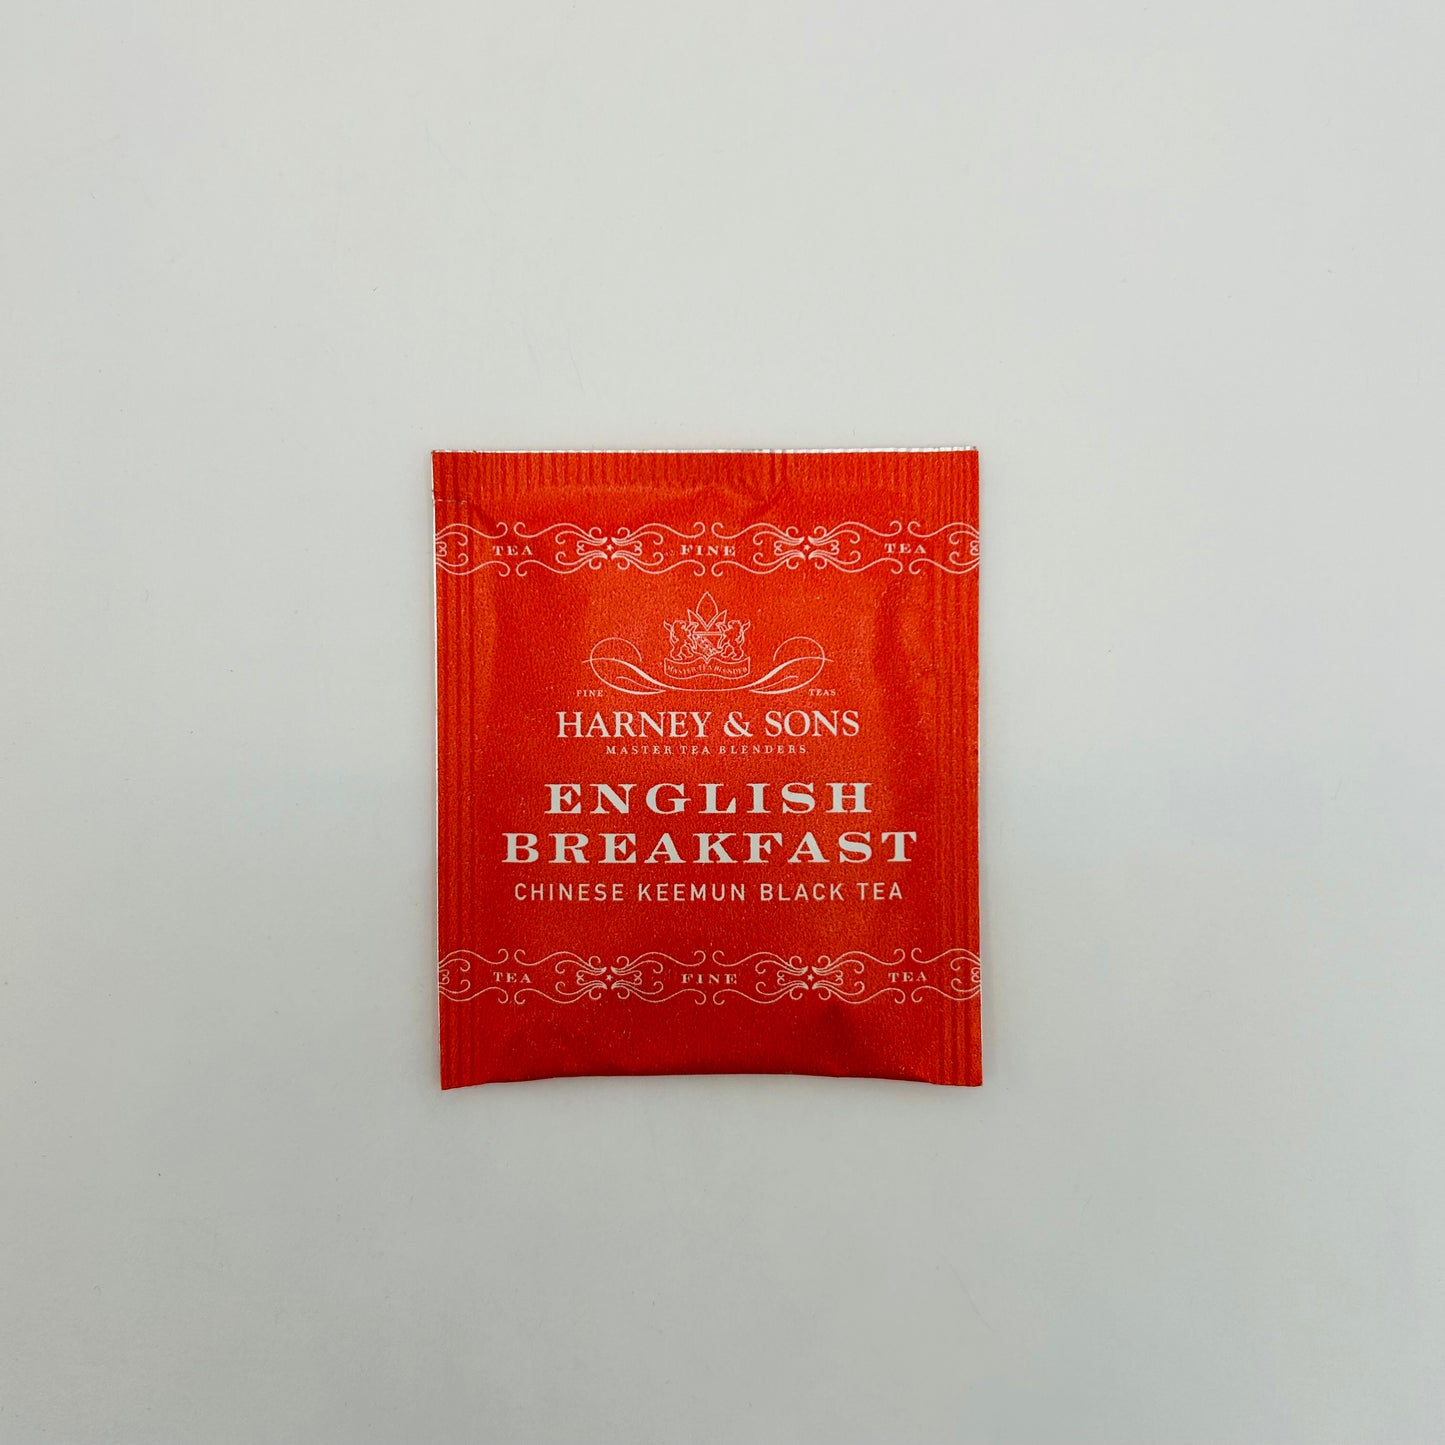 TEA FINE TEA
MASTER TEA BLENDER
FINE TEAS
HARNEY & SONS
MASTER TEA BLENDERS
ENGLISH
BREAKFAST
CHINESE KEEMUN BLACK TEA
TEA FINE TEA